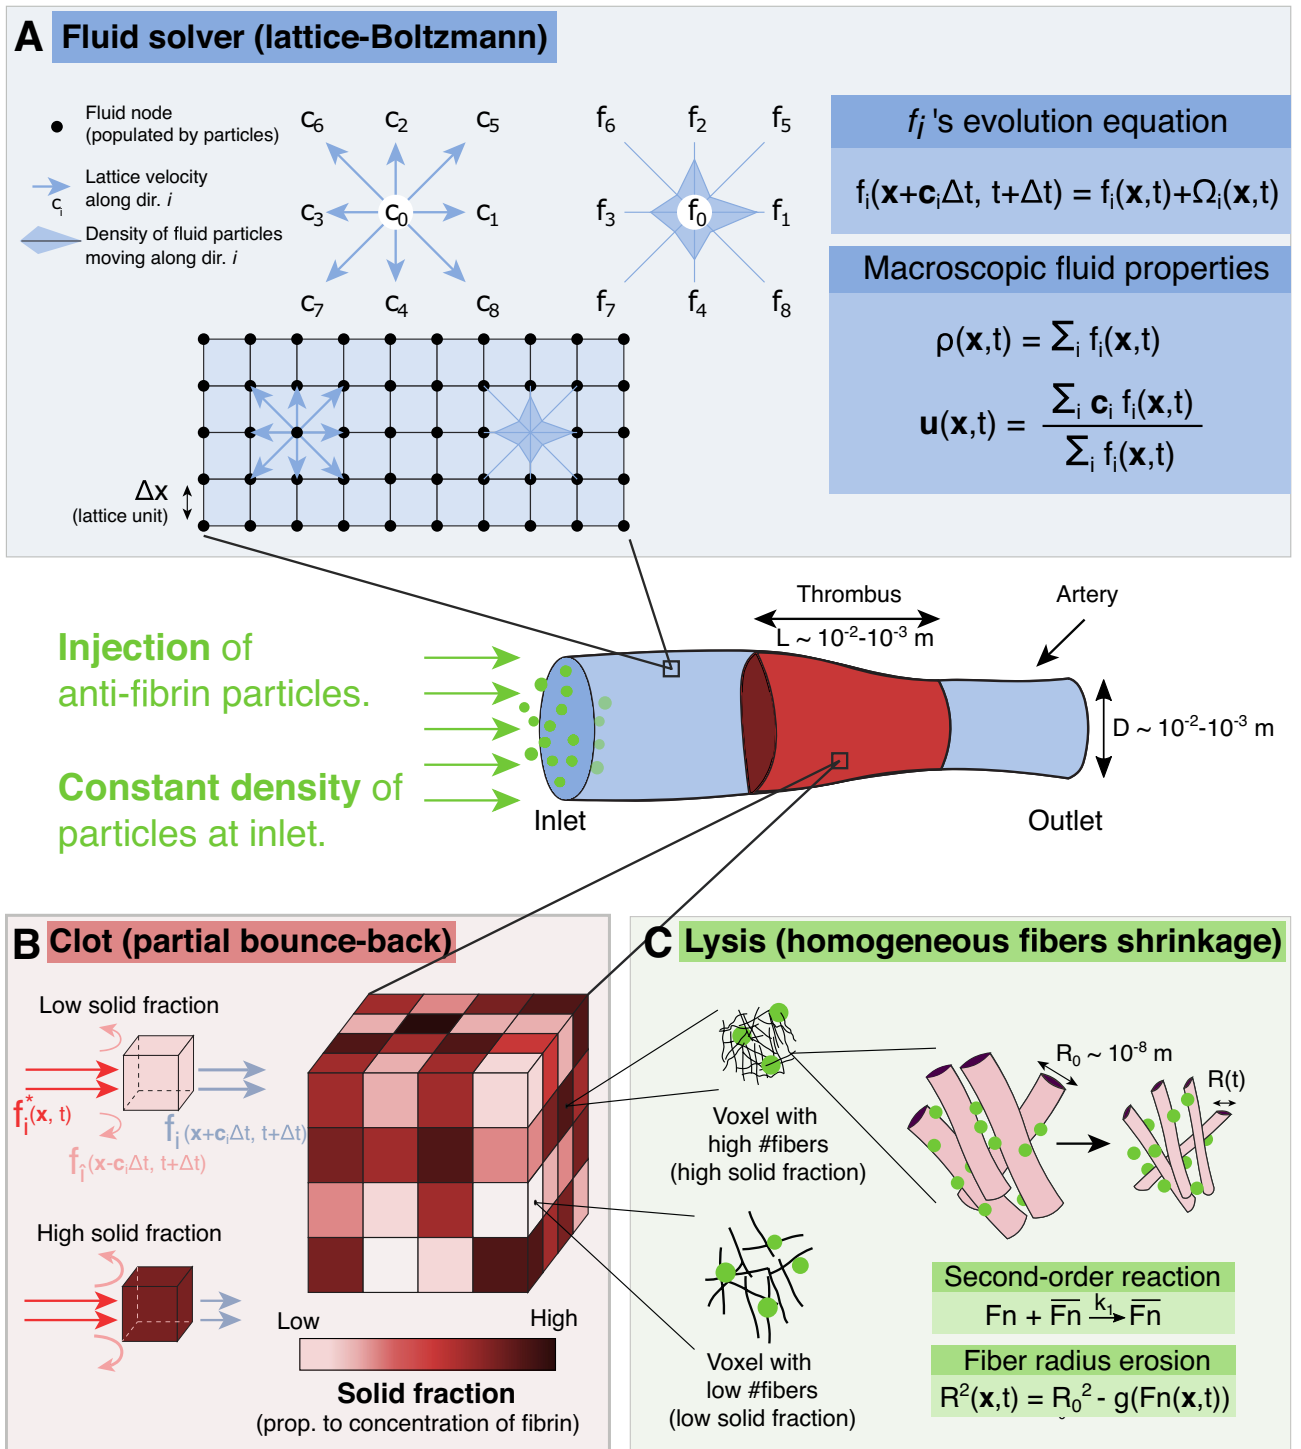 A Fluid solver (lattice-Boltzmann)
Fluid node
(populated by particles)
Lattice velocity
along dir. i
cᵢ
Density of fluid particles
moving along dir. i
c₆ c₂ c₅
c₃ c₀ c₁
c₇ c₄ c₈
f₆ f₂ f₅
f₃ f₀ f₁
f₇ f₄ f₈
fᵢ's evolution equation
fᵢ(x+cᵢΔt, t+Δt) = fᵢ(x,t)+Ωᵢ(x,t)
Macroscopic fluid properties
ρ(x,t) = Σᵢ fᵢ(x,t)
u(x,t) = Σᵢ cᵢ fᵢ(x,t)
Σᵢ fᵢ(x,t)
Δx
(lattice unit)
Injection of
anti-fibrin particles.
Constant density of
particles at inlet.
Inlet
Thrombus
L ~ 10⁻²-10⁻³ m
Artery
D ~ 10⁻²-10⁻³ m
Outlet
B Clot (partial bounce-back)
Low solid fraction
fᵢ*(x, t)
fᵢ(x+cᵢΔt, t+Δt)
f_î(x-cᵢΔt, t+Δt)
High solid fraction
Low
High
Solid fraction
(prop. to concentration of fibrin)
C Lysis (homogeneous fibers shrinkage)
Voxel with
high #fibers
(high solid fraction)
Voxel with
low #fibers
(low solid fraction)
R₀ ~ 10⁻⁸ m
R(t)
Second-order reaction
Fn + F̅n̅ k₁→ F̅n̅
Fiber radius erosion
R²(x,t) = R₀² - g(Fn(x,t))